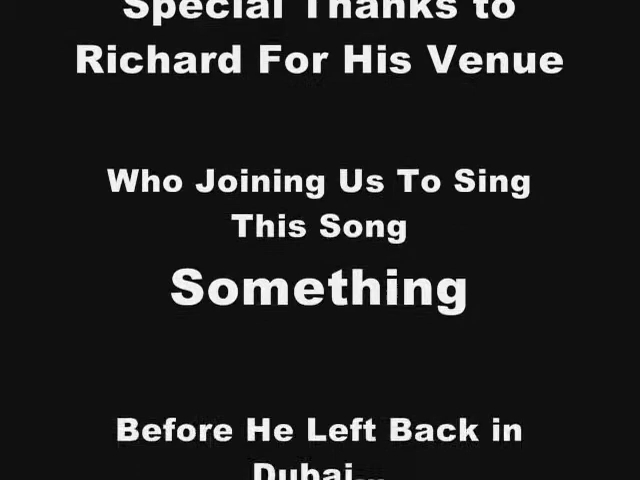 Special Thanks to
Richard For His Venue
Who Joining Us To Sing
This Song
Something
Before He Left Back in
Dubai...